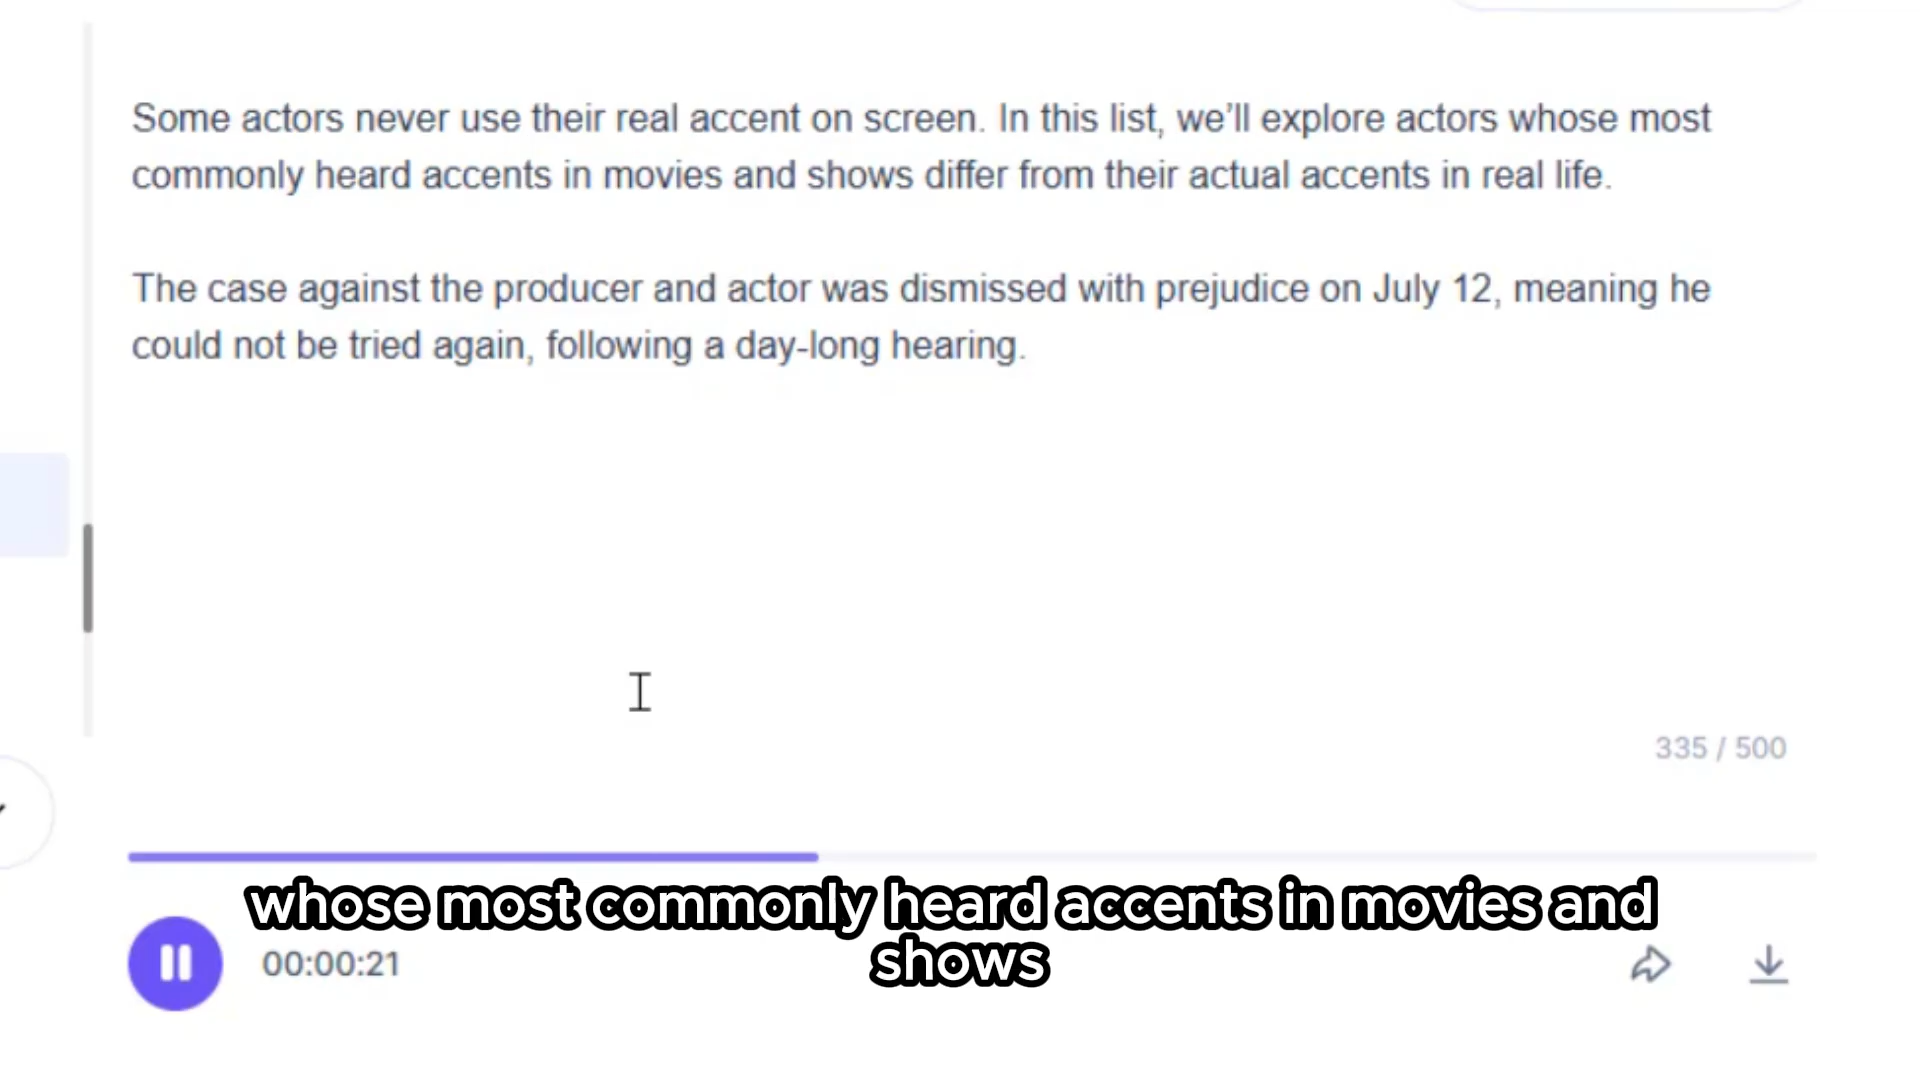 Some actors never use their real accent on screen. In this list, we'll explore actors whose most
commonly heard accents in movies and shows differ from their actual accents in real life.
The case against the producer and actor was dismissed with prejudice on July 12, meaning he
could not be tried again, following a day-long hearing.
335 / 500
whose most commonly heard accents in movies and
shows
00:00:21